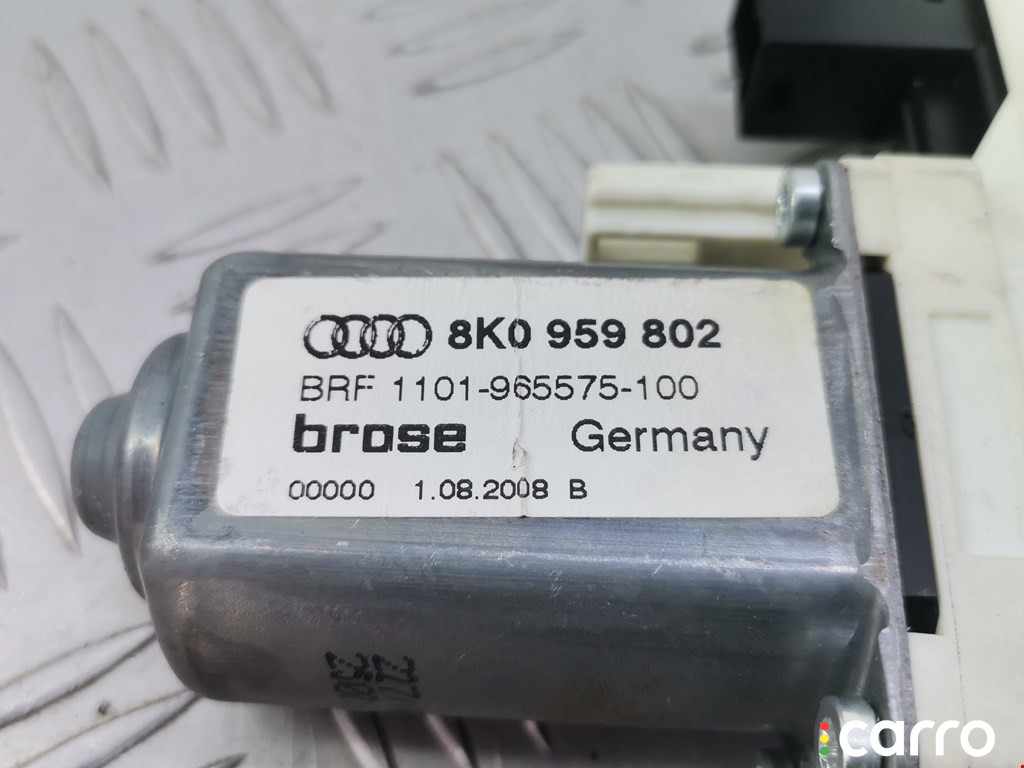 8K0 959 802
BRF 1101-965575-100
brose Germany
00000 1.08.2008 B
carro